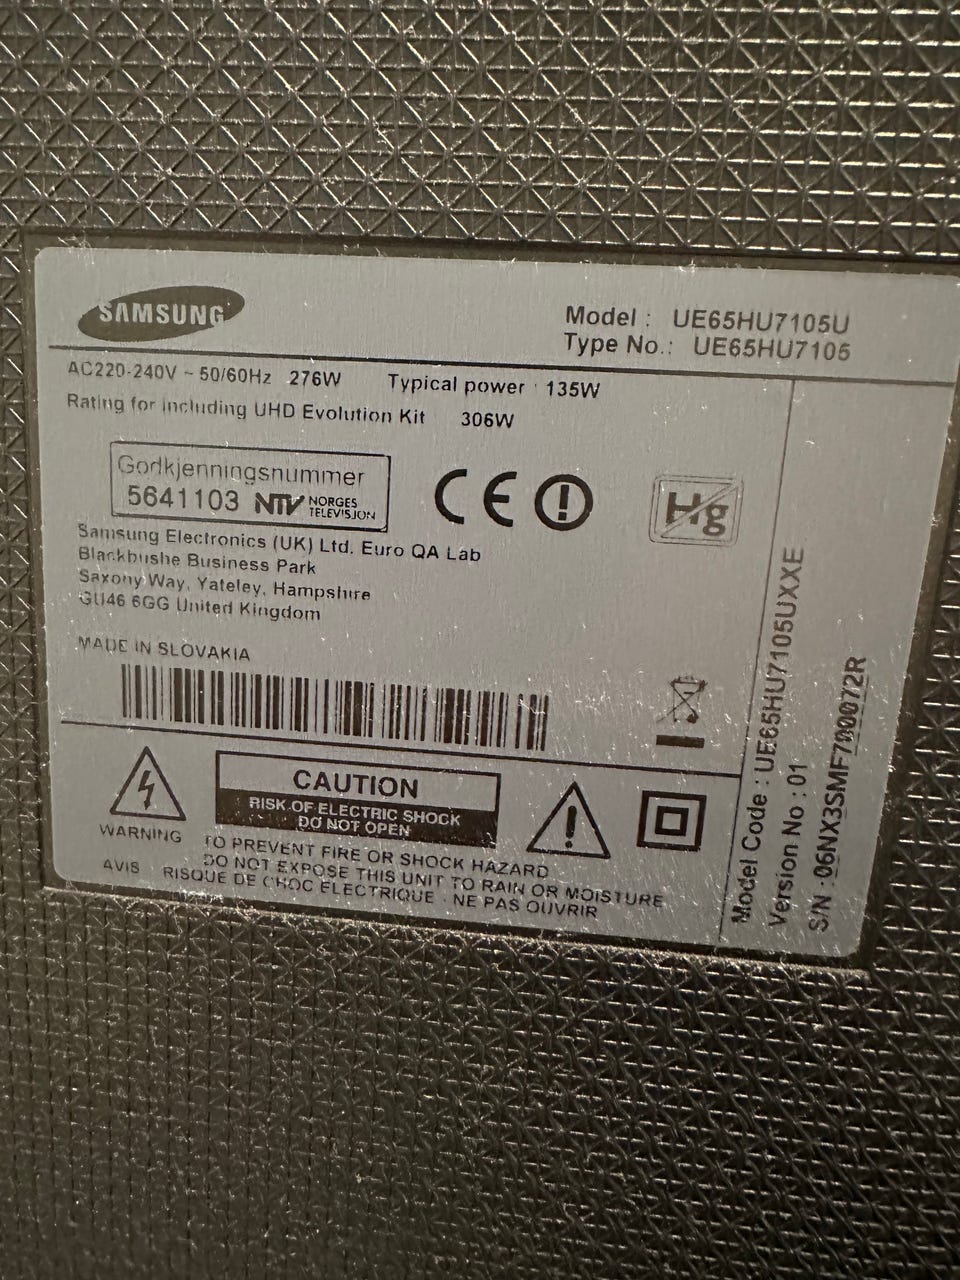 SAMSUNG
Model : UE65HU7105U
Type No.: UE65HU7105
AC220-240V ~ 50/60Hz 276W Typical power : 135W
Rating for including UHD Evolution Kit 306W
Godkjenningsnummer
5641103 NTV NORGES
TELEVISJON
CE
Hg
Samsung Electronics (UK) Ltd. Euro QA Lab
Blackbushe Business Park
Saxony Way, Yateley, Hampshire
GU46 6GG United Kingdom
MADE IN SLOVAKIA
CAUTION
RISK OF ELECTRIC SHOCK
DO NOT OPEN
WARNING
TO PREVENT FIRE OR SHOCK HAZARD
DO NOT EXPOSE THIS UNIT TO RAIN OR MOISTURE
AVIS RISQUE DE CHOC ELECTRIQUE - NE PAS OUVRIR
Model Code : UE65HU7105UXXE
Version No : 01
S/N : 06NX3SMF700072R